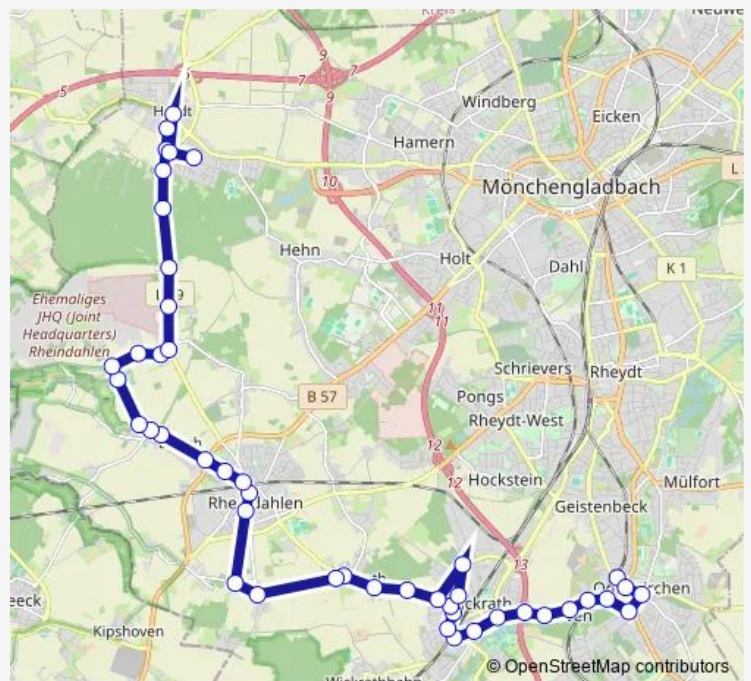 Kreis
Neuwe
9
7
5
7
9
Windberg
Eicken
Hamern
L
10
Mönchengladbach
Hehn
Holt
Dahl
K 1
Ehemaliges
JHQ (Joint
Headquarters)
Rheindahlen
11
11
Schrievers
Rheydt
B 57
Pongs
Rheydt-West
12
12
Hockstein
Mülfort
Geistenbeck
13
Kipshoven
eeck
ckrath
© OpenStreetMap contributors